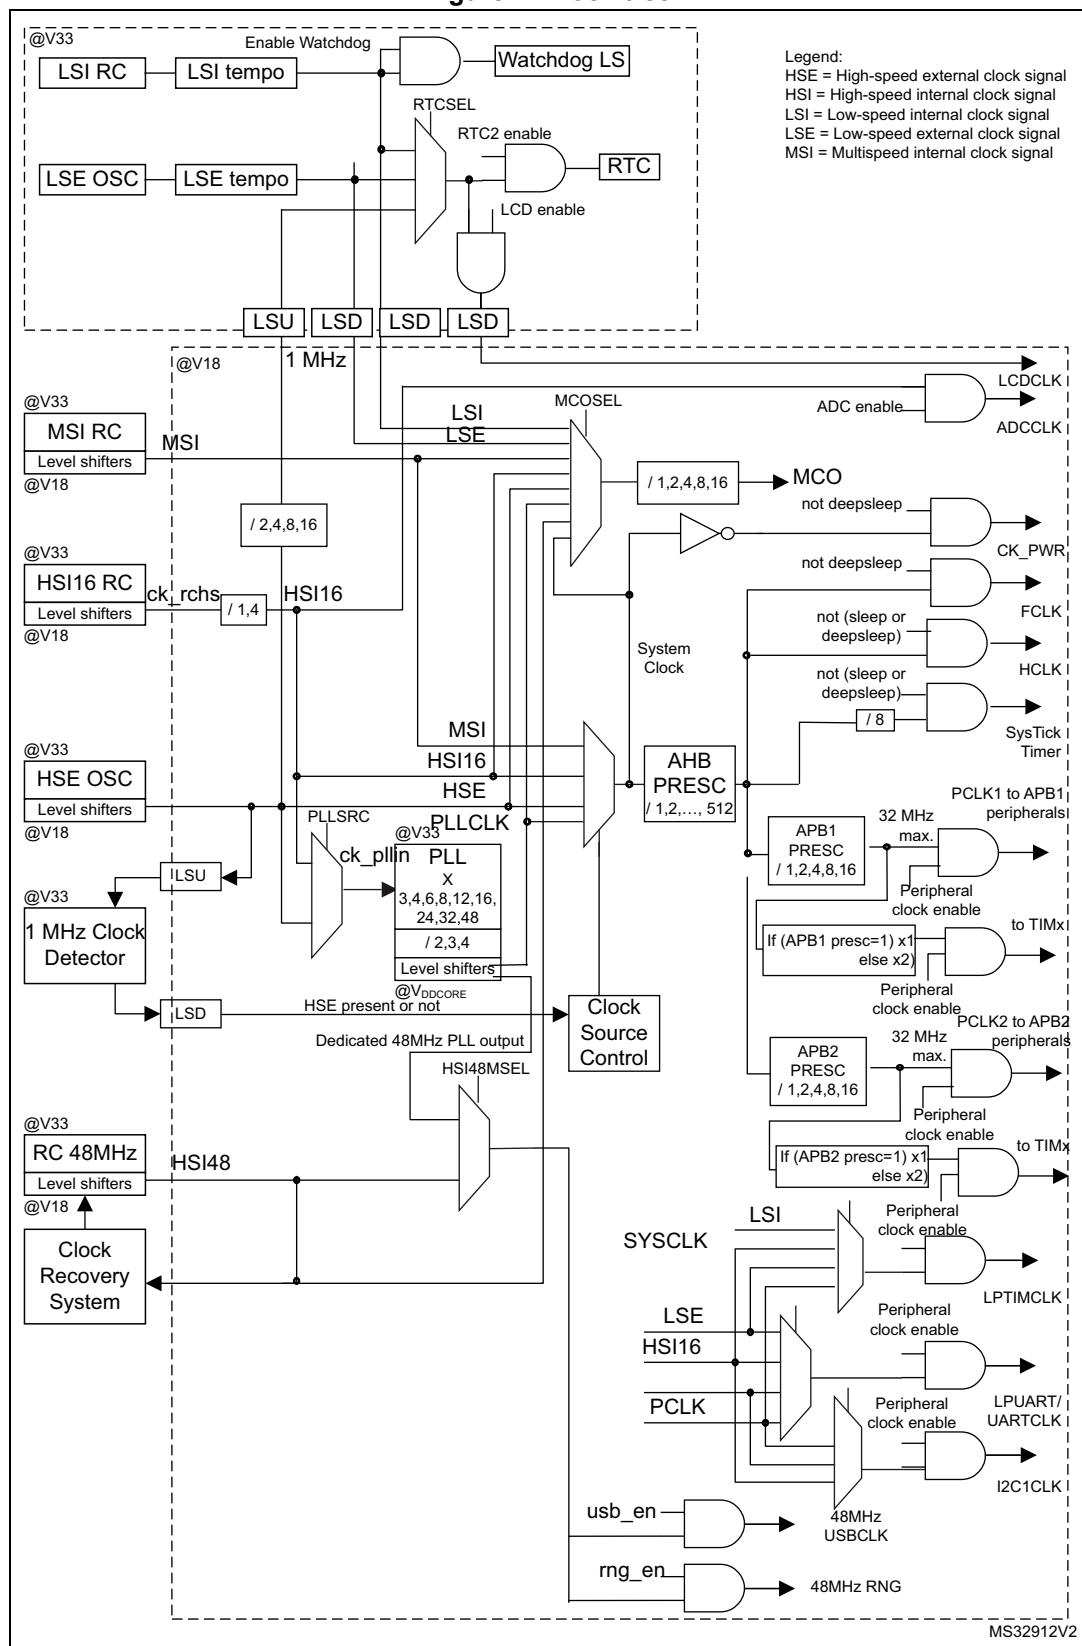 @V33
Enable Watchdog
LSI RC
LSI tempo
Watchdog LS
Legend:
HSE = High-speed external clock signal
HSI = High-speed internal clock signal
LSI = Low-speed internal clock signal
LSE = Low-speed external clock signal
MSI = Multispeed internal clock signal
RTCSEL
RTC2 enable
LSE OSC
LSE tempo
RTC
LCD enable
LSU
LSD
LSD
LSD
@V18
1 MHz
LCDCLK
@V33
MSI RC
Level shifters
@V18
MSI
LSI
LSE
MCOSEL
ADC enable
ADCCLK
/ 1,2,4,8,16
MCO
/ 2,4,8,16
not deepsleep
CK_PWR
@V33
HSI16 RC
Level shifters
@V18
ck_rchs
/ 1,4
HSI16
not deepsleep
FCLK
not (sleep or
deepsleep)
HCLK
System
Clock
not (sleep or
deepsleep)
/ 8
SysTick
Timer
MSI
HSI16
HSE
PLLCLK
@V33
HSE OSC
Level shifters
@V18
AHB
PRESC
/ 1,2,..., 512
PCLK1 to APB1
peripherals
32 MHz
max.
APB1
PRESC
/ 1,2,4,8,16
Peripheral
clock enable
PLLSRC
ck_pllin
@V33
PLL
X
3,4,6,8,12,16,
24,32,48
/ 2,3,4
Level shifters
@VDDCORE
LSU
@V33
1 MHz Clock
Detector
LSD
HSE present or not
Clock
Source
Control
If (APB1 presc=1) x1
else x2)
to TIMx
Peripheral
clock enable
PCLK2 to APB2
peripherals
32 MHz
max.
APB2
PRESC
/ 1,2,4,8,16
Peripheral
clock enable
Dedicated 48MHz PLL output
HSI48MSEL
@V33
RC 48MHz
Level shifters
@V18
HSI48
Clock
Recovery
System
If (APB2 presc=1) x1
else x2)
to TIMx
Peripheral
clock enable
LSI
SYSCLK
LPTIMCLK
LSE
HSI16
PCLK
Peripheral
clock enable
LPUART/
UARTCLK
Peripheral
clock enable
I2C1CLK
usb_en
48MHz
USBCLK
rng_en
48MHz RNG
MS32912V2